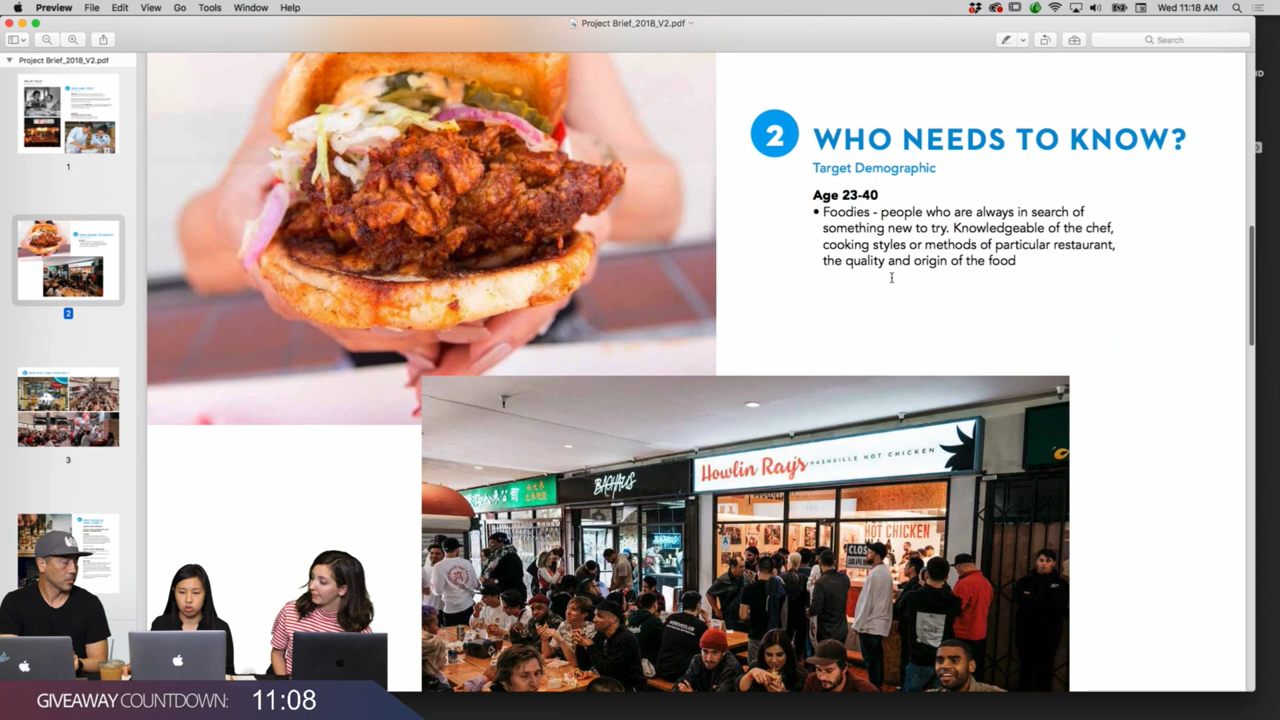 Preview File Edit View Go Tools Window Help
Wed 11:18 AM
Project Brief_2018_V2.pdf
Search
Project Brief_2018_V2.pdf
1
2
3
2 WHO NEEDS TO KNOW?
Target Demographic
Age 23-40
• Foodies - people who are always in search of
something new to try. Knowledgeable of the chef,
cooking styles or methods of particular restaurant,
the quality and origin of the food
Howlin Ray's NASHVILLE HOT CHICKEN
BAOHAUS
HOT CHICKEN
GIVEAWAY COUNTDOWN: 11:08